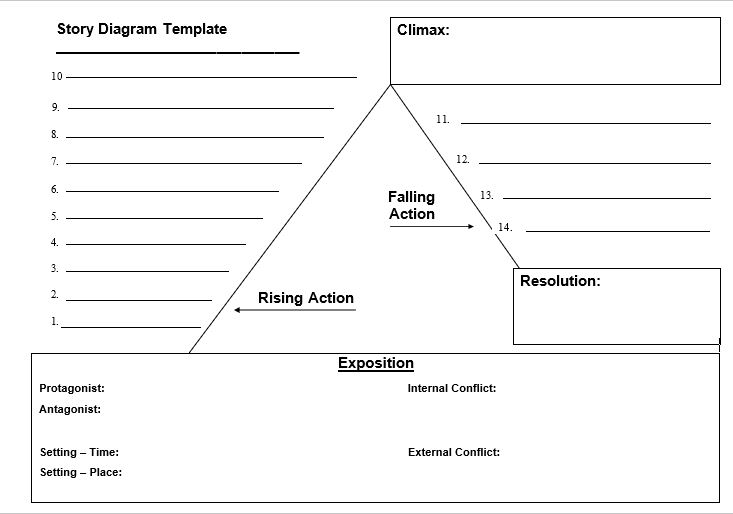 Story Diagram Template
Climax:
10
9.
8.
7.
6.
5.
4.
3.
2.
1.
Rising Action
11.
12.
13.
14.
Falling
Action
Resolution:
Exposition
Protagonist:
Antagonist:
Setting – Time:
Setting – Place:
Internal Conflict:
External Conflict: